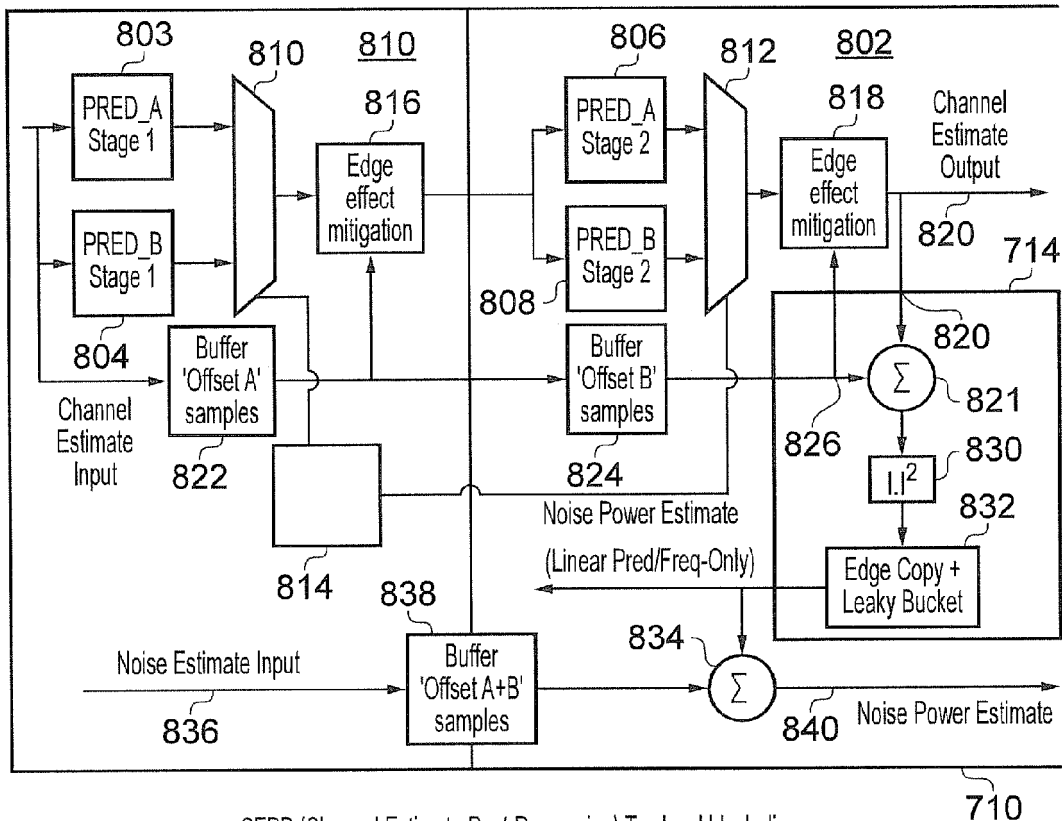 803
810
810
806
812
802
PRED_A
Stage 1
816
Edge
effect
mitigation
PRED_A
Stage 2
818
Edge
effect
mitigation
Channel
Estimate
Output
820
PRED_B
Stage 1
804
PRED_B
Stage 2
808
714
820
Buffer
'Offset A'
samples
822
Channel
Estimate
Input
Buffer
'Offset B'
samples
824
826
Σ
821
I.I²
830
832
Edge Copy +
Leaky Bucket
814
Noise Power Estimate
(Linear Pred/Freq-Only)
838
Buffer
'Offset A+B'
samples
Noise Estimate Input
836
834
Σ
840
Noise Power Estimate
710